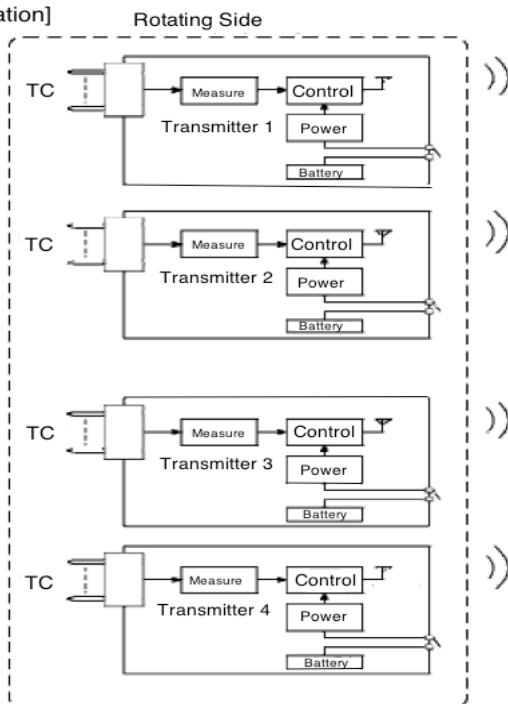 ation]
Rotating Side
TC
Measure
Control
Transmitter 1
Power
Battery
TC
Measure
Control
Transmitter 2
Power
Battery
TC
Measure
Control
Transmitter 3
Power
Battery
TC
Measure
Control
Transmitter 4
Power
Battery